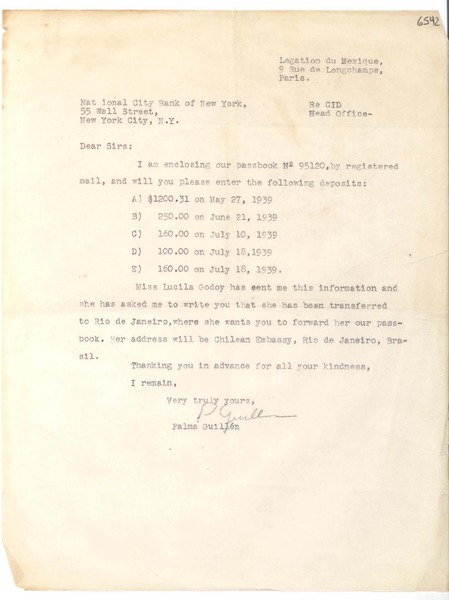 6592
Legation du Mexique,
9 Rue de Longchamps,
Paris.
Nat ional City Bank of New York,
55 Wall Street,
New York City, N.Y.
Re CID
Head Office-
Dear Sirs:
I am enclosing our passbook Nº 95120,by registered
mail, and will you please enter the following deposits:
A) $1200.31 on May 27, 1939
B) 250.00 on June 21, 1939
C) 160.00 on July 10, 1939
D) 100.00 on July 18,1939
E) 160.00 on July 18, 1939.
Miss Lucila Godoy has sent me this information and
she has asked me to write you that she has been transferred
to Rio de Janeiro,where she wants you to forward her our pass-
book. Her address will be Chilean Embassy, Rio de Janeiro, Bra-
sil.
Thanking you in advance for all your kindness,
I remain,
Very truly yours,
P Guillen
Palma Guillén